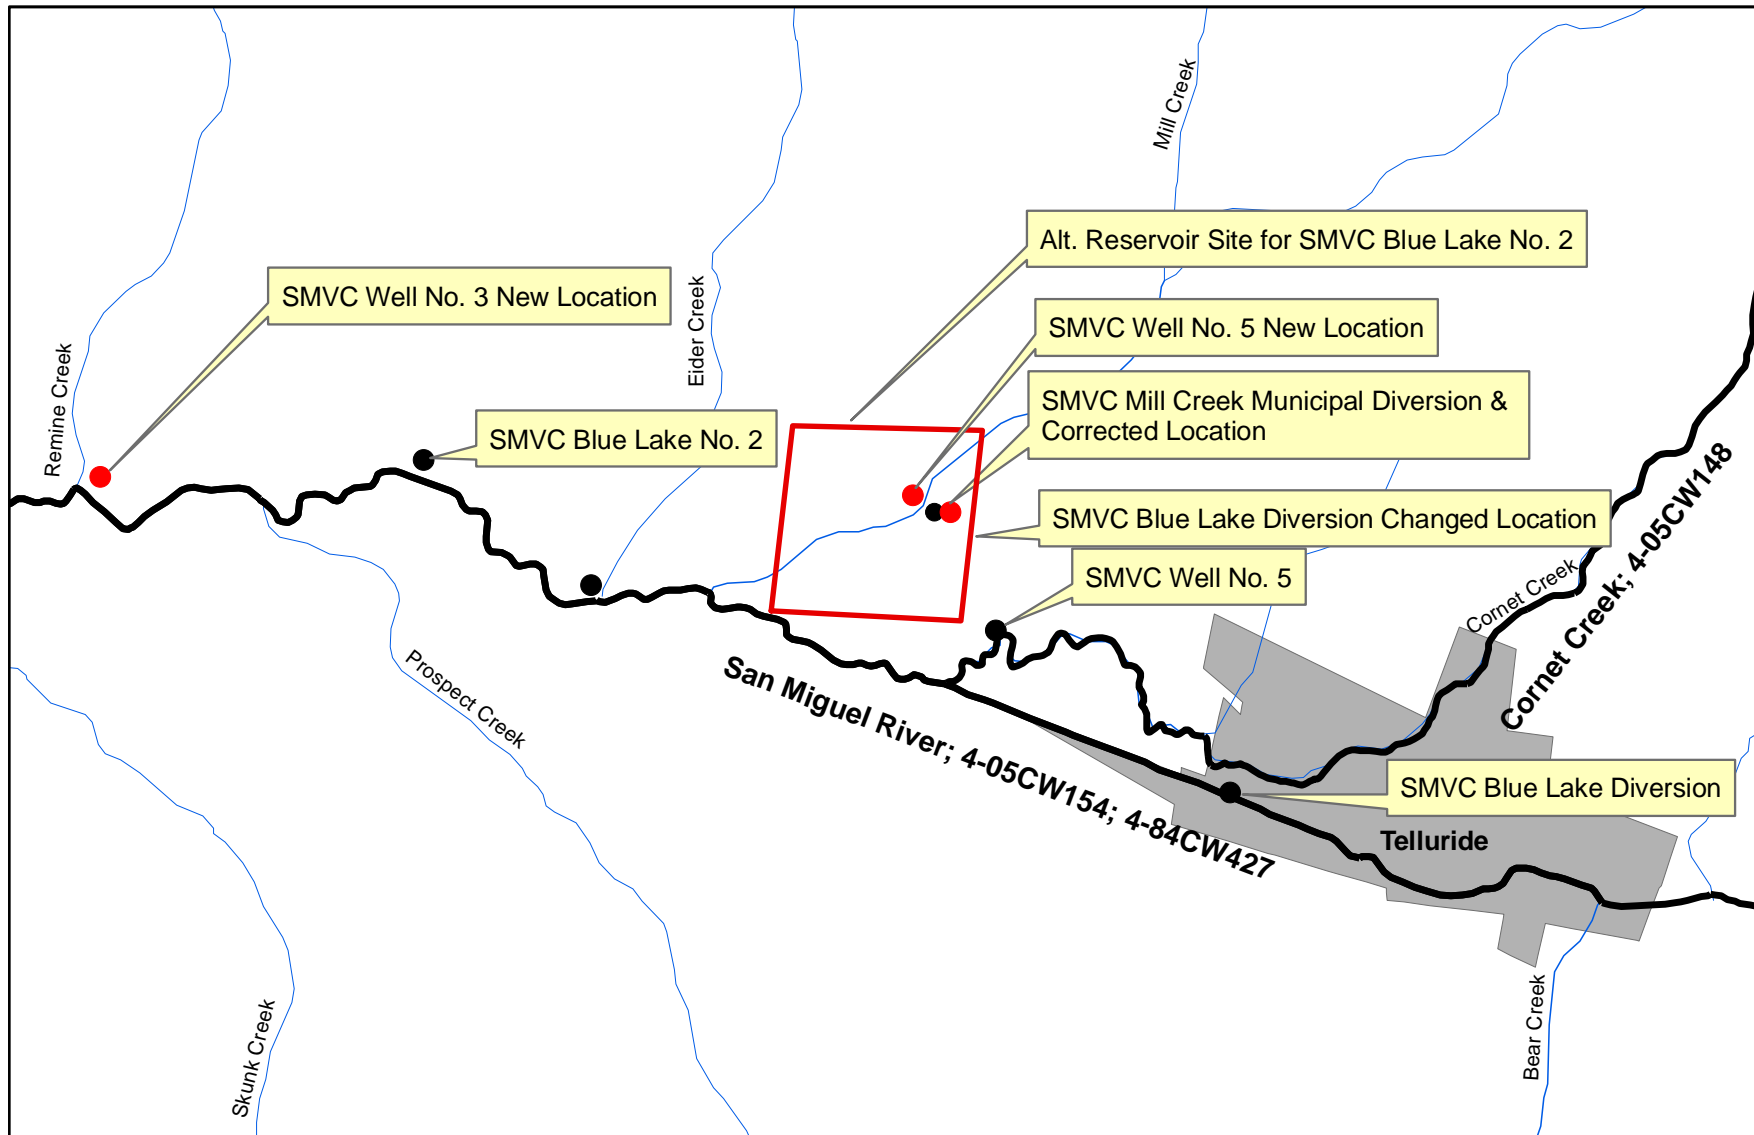 Mill Creek
Alt. Reservoir Site for SMVC Blue Lake No. 2
SMVC Well No. 3 New Location
Eider Creek
SMVC Well No. 5 New Location
Remine Creek
SMVC Mill Creek Municipal Diversion &
Corrected Location
SMVC Blue Lake No. 2
SMVC Blue Lake Diversion Changed Location
SMVC Well No. 5
Cornet Creek
Cornet Creek; 4-05CW148
Prospect Creek
San Miguel River; 4-05CW154; 4-84CW427
SMVC Blue Lake Diversion
Telluride
Skunk Creek
Bear Creek